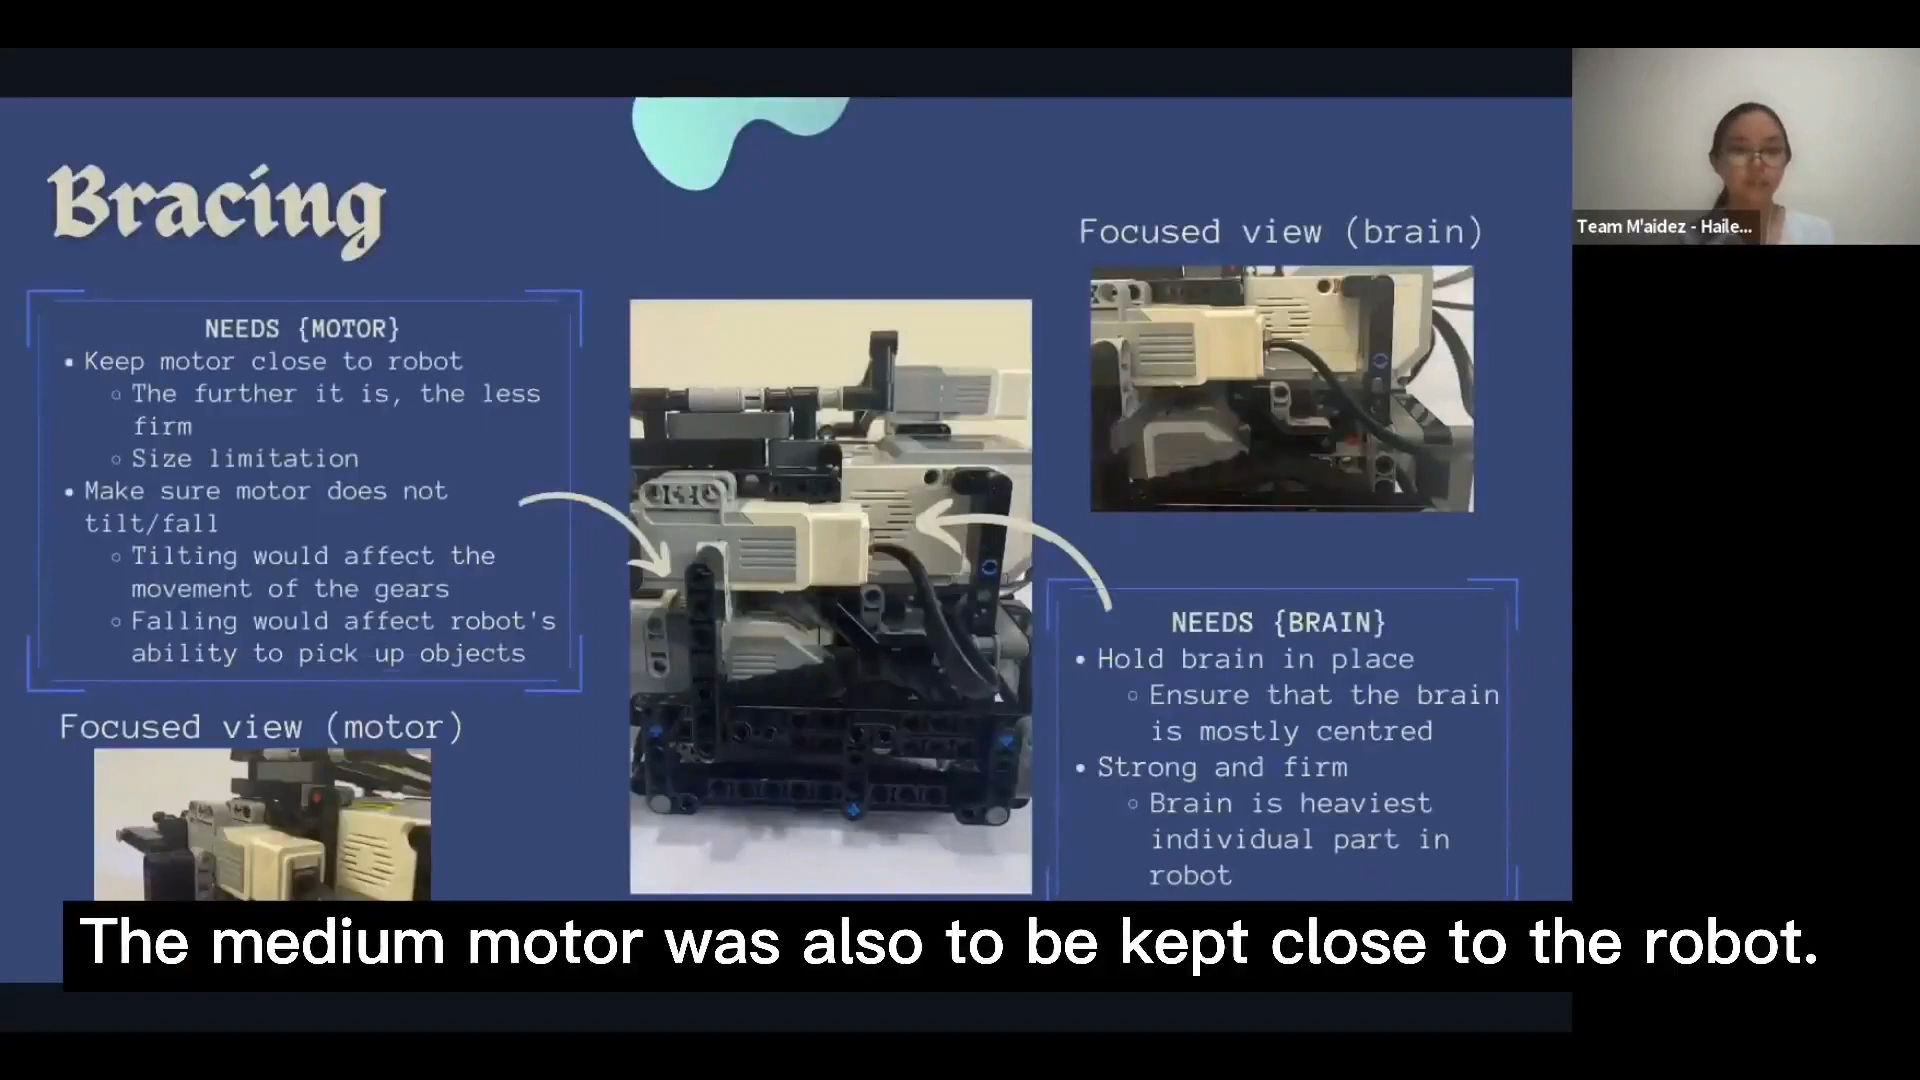 Bracing
NEEDS {MOTOR}
• Keep motor close to robot
◦ The further it is, the less
firm
◦ Size limitation
• Make sure motor does not
tilt/fall
◦ Tilting would affect the
movement of the gears
◦ Falling would affect robot's
ability to pick up objects
Focused view (motor)
Focused view (brain)
NEEDS {BRAIN}
• Hold brain in place
◦ Ensure that the brain
is mostly centred
• Strong and firm
◦ Brain is heaviest
individual part in
robot
Team M'aidez - Haile...
The medium motor was also to be kept close to the robot.